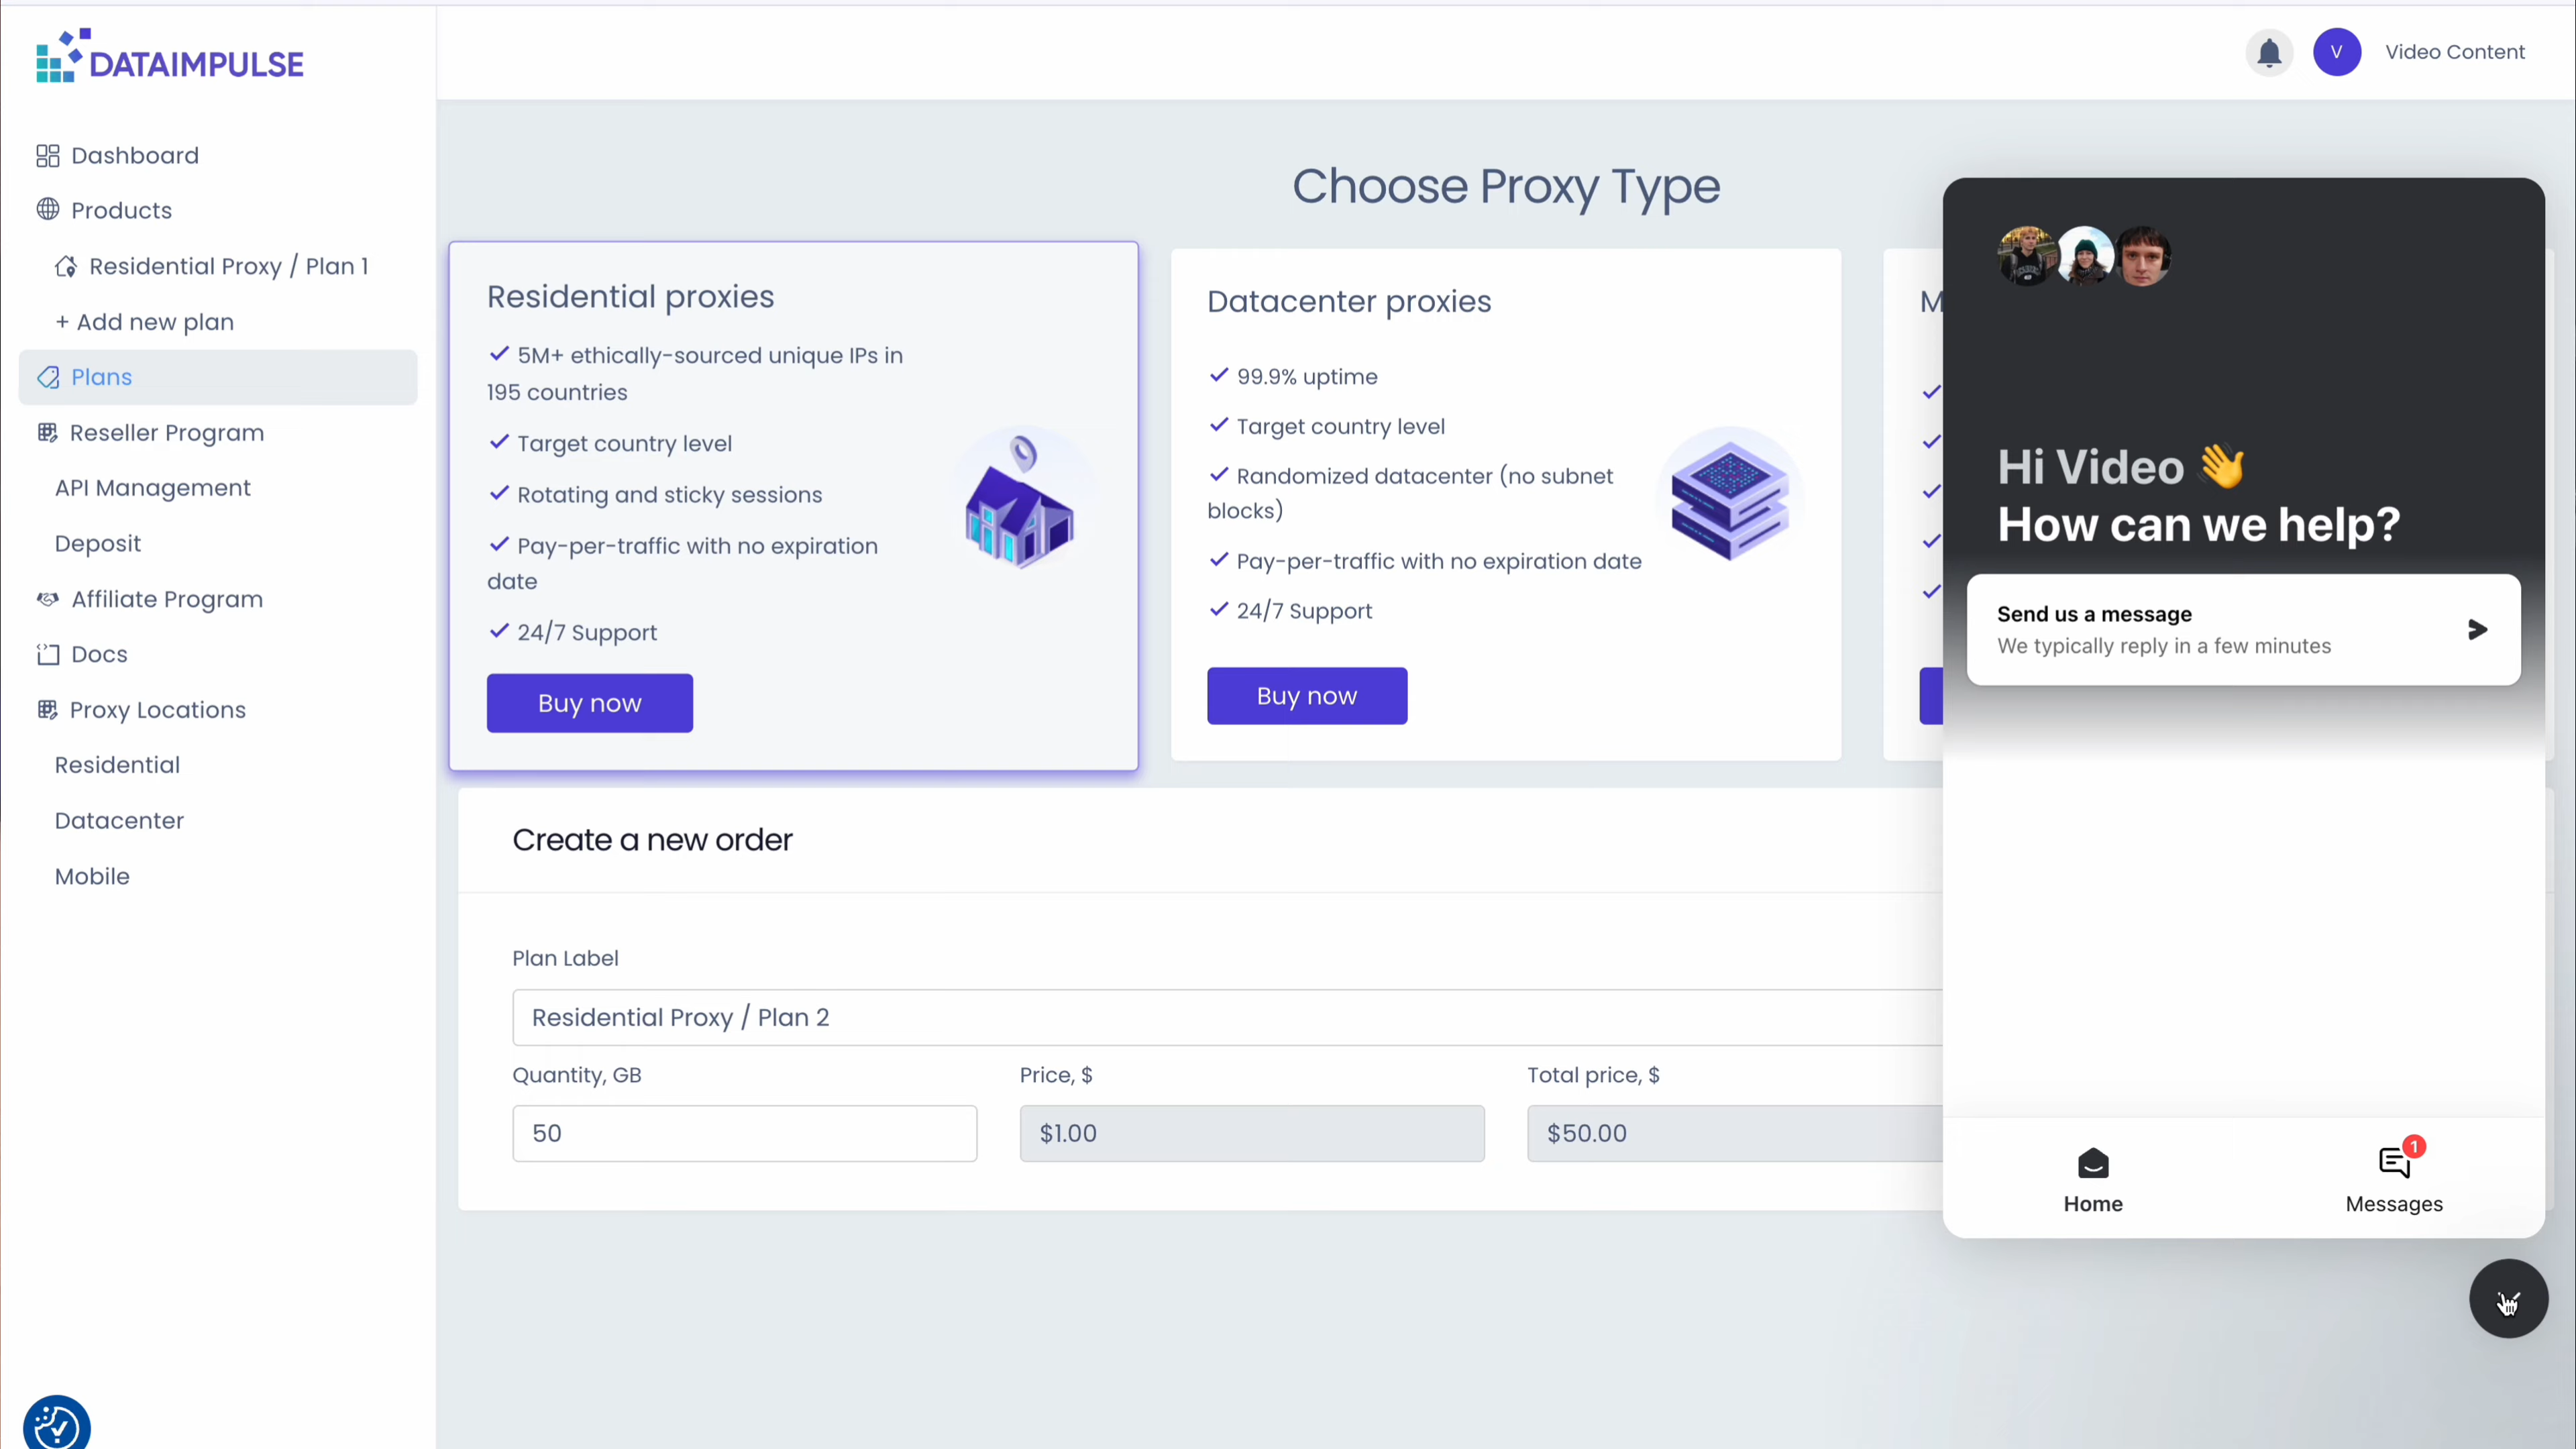 DATAIMPULSE
V
Video Content
Dashboard
Products
Residential Proxy / Plan 1
+ Add new plan
Plans
Reseller Program
API Management
Deposit
Affiliate Program
Docs
Proxy Locations
Residential
Datacenter
Mobile
Choose Proxy Type
Residential proxies
5M+ ethically-sourced unique IPs in
195 countries
Target country level
Rotating and sticky sessions
Pay-per-traffic with no expiration
date
24/7 Support
Buy now
Datacenter proxies
99.9% uptime
Target country level
Randomized datacenter (no subnet
blocks)
Pay-per-traffic with no expiration date
24/7 Support
Buy now
M
Create a new order
Plan Label
Residential Proxy / Plan 2
Quantity, GB
Price, $
Total price, $
50
$1.00
$50.00
Hi Video 👋
How can we help?
Send us a message
We typically reply in a few minutes
1
Home
Messages